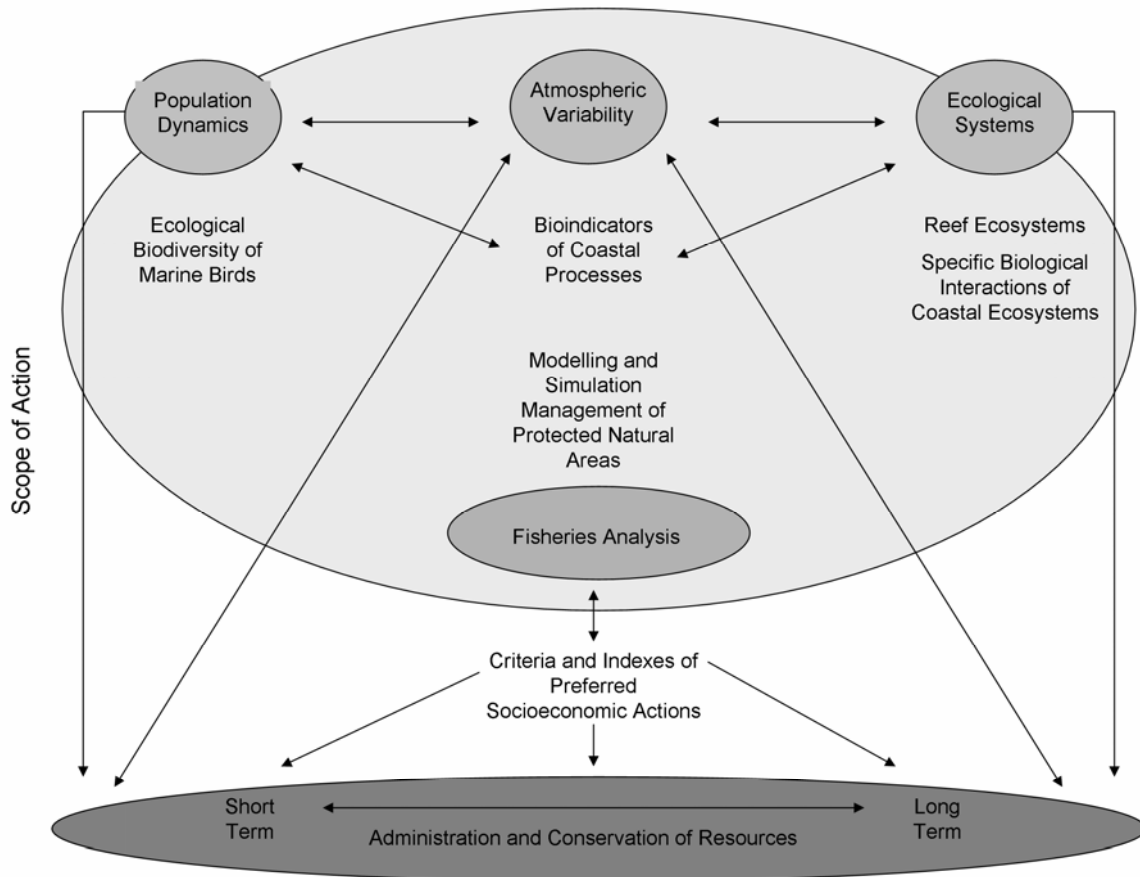 Population
Dynamics
Atmospheric
Variability
Ecological
Systems
Ecological
Biodiversity of
Marine Birds
Bioindicators
of Coastal
Processes
Reef Ecosystems
Specific Biological
Interactions of
Coastal Ecosystems
Scope of Action
Modelling and
Simulation
Management of
Protected Natural
Areas
Fisheries Analysis
Criteria and Indexes of
Preferred
Socioeconomic Actions
Short
Term
Long
Term
Administration and Conservation of Resources